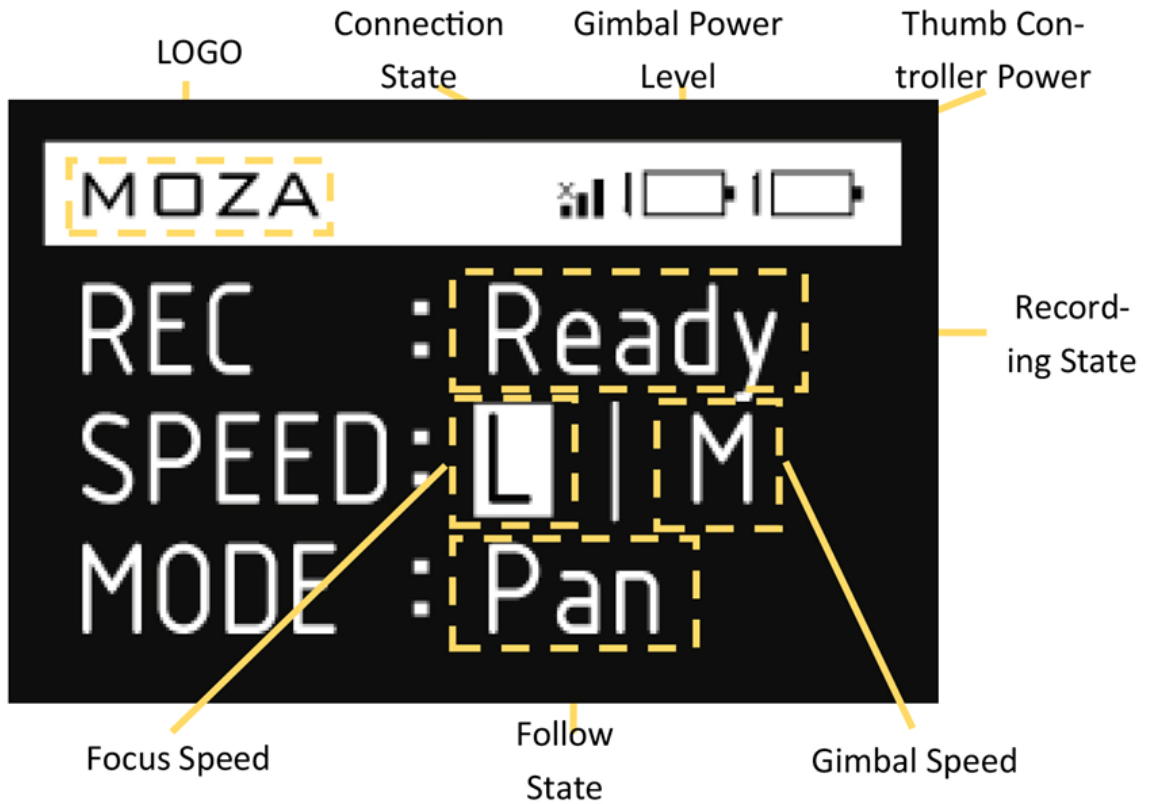 Connection
State
Gimbal Power
Level
Thumb Con-
troller Power
LOGO
MOZA
REC : Ready
Record-
ing State
SPEED: L | M
MODE : Pan
Focus Speed
Follow
State
Gimbal Speed